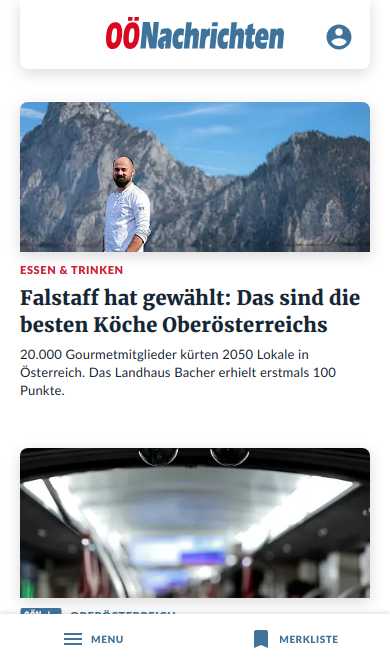 OÖNachrichten
ESSEN & TRINKEN
Falstaff hat gewählt: Das sind die
besten Köche Oberösterreichs
20.000 Gourmetmitglieder kürten 2050 Lokale in
Österreich. Das Landhaus Bacher erhielt erstmals 100
Punkte.
OBERÖSTERREICH
MENU
MERKLISTE